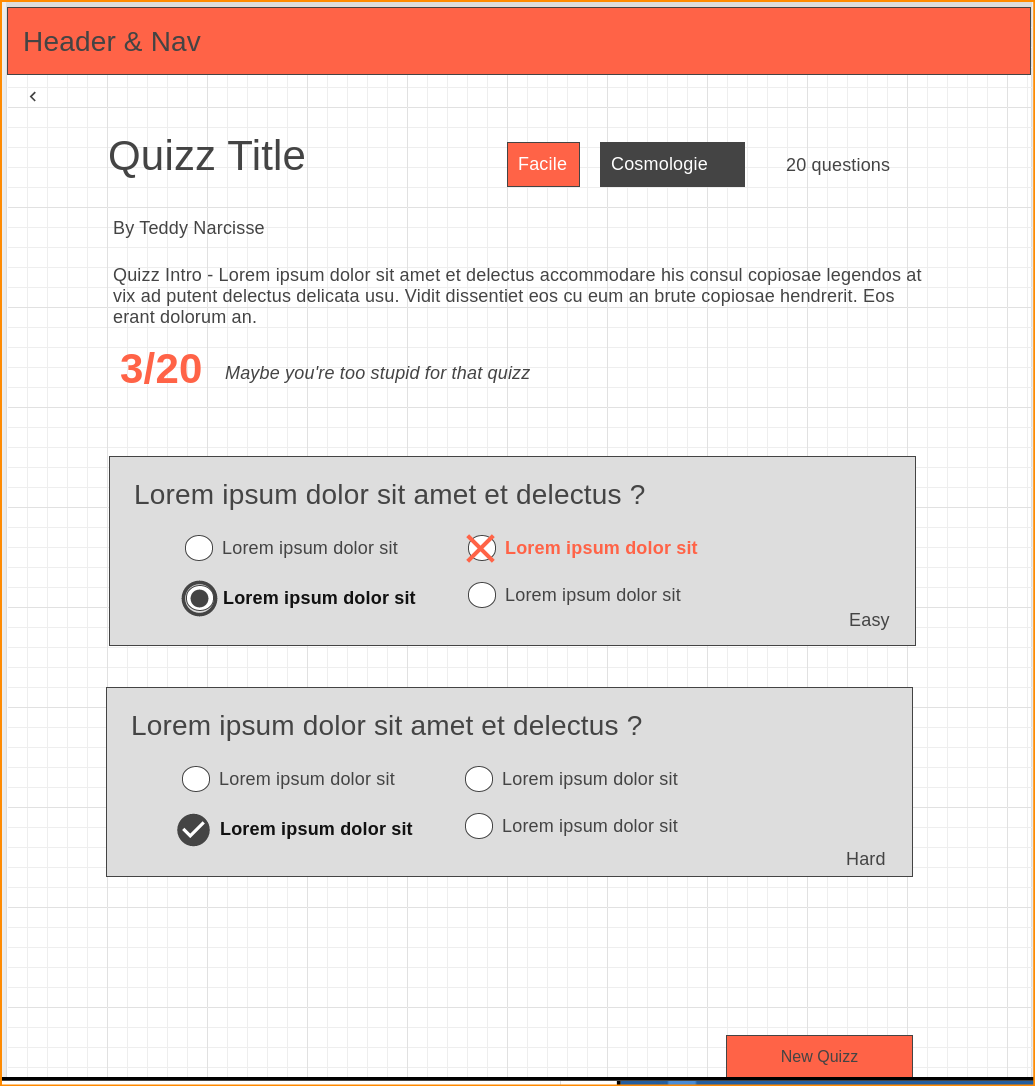 Header & Nav
Quizz Title
Facile
Cosmologie
20 questions
By Teddy Narcisse
Quizz Intro - Lorem ipsum dolor sit amet et delectus accommodare his consul copiosae legendos at
vix ad putent delectus delicata usu. Vidit dissentiet eos cu eum an brute copiosae hendrerit. Eos
erant dolorum an.
3/20
Maybe you're too stupid for that quizz
Lorem ipsum dolor sit amet et delectus ?
Lorem ipsum dolor sit
Lorem ipsum dolor sit
Lorem ipsum dolor sit
Lorem ipsum dolor sit
Easy
Lorem ipsum dolor sit amet et delectus ?
Lorem ipsum dolor sit
Lorem ipsum dolor sit
Lorem ipsum dolor sit
Lorem ipsum dolor sit
Hard
New Quizz